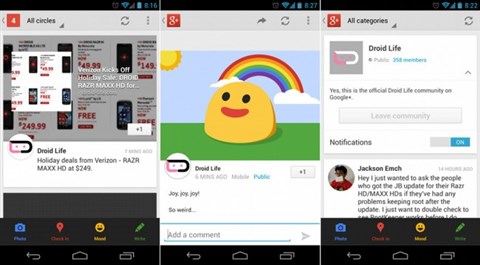 8:16
4 All circles
Verizon Kicks Off
Holiday Sale: DROID
RAZR MAXX HD for...
$249.99
$49.99
FREE
$249.99
+1
Droid Life
7 MINS AGO
Holiday deals from Verizon - RAZR
MAXX HD at $249.
Photo Check in Mood Write
8:27
g+
+1
Droid Life
6 MINS AGO Mobile Public
Joy, joy, joy!
So weird...
Add a comment
8:22
g+ All categories
Droid Life
Public 358 members
Yes, this is the official Droid Life community on
Google+.
Leave community
Notifications ON
Jackson Emch
14 HOURS AGO
Hey I just wanted to ask the people
who got the JB update for their Razr
HD/MAXX HDs if they've had any
problems keeping root after the
update. I just want to double check to
Photo Check in Mood Write